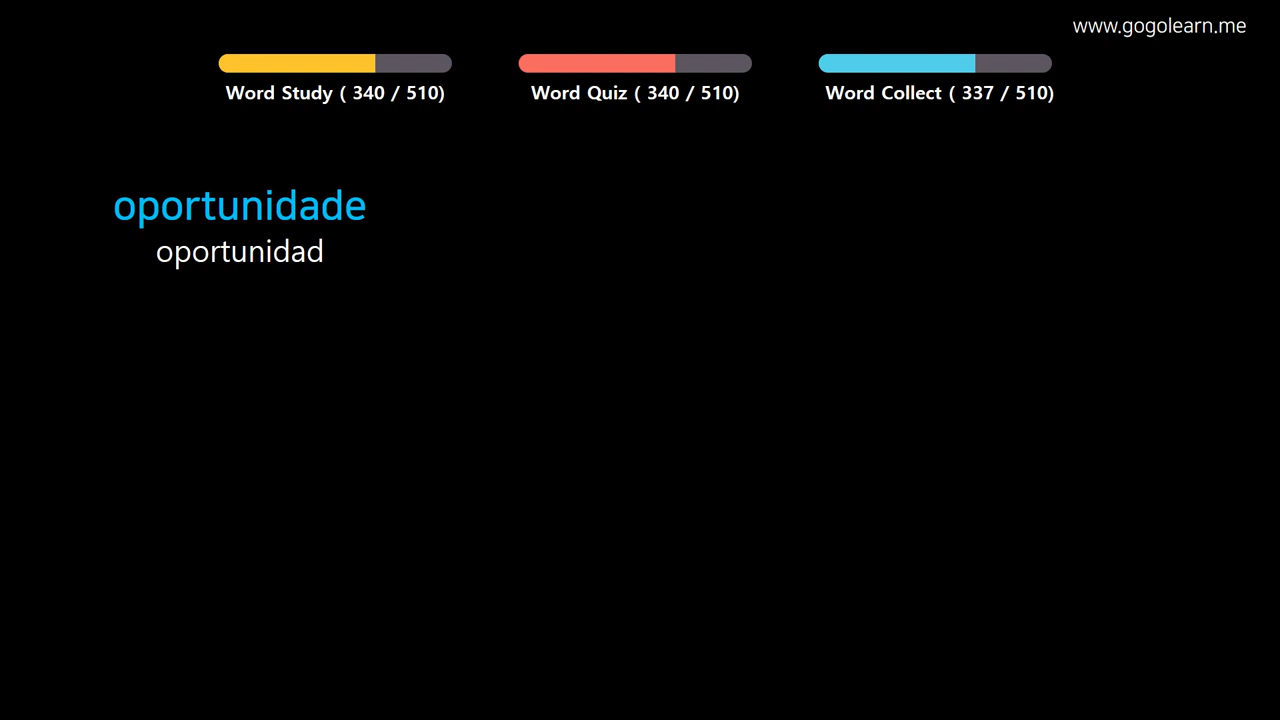 www.gogolearn.me
Word Study ( 340 / 510)
Word Quiz ( 340 / 510)
Word Collect ( 337 / 510)
oportunidade
oportunidad